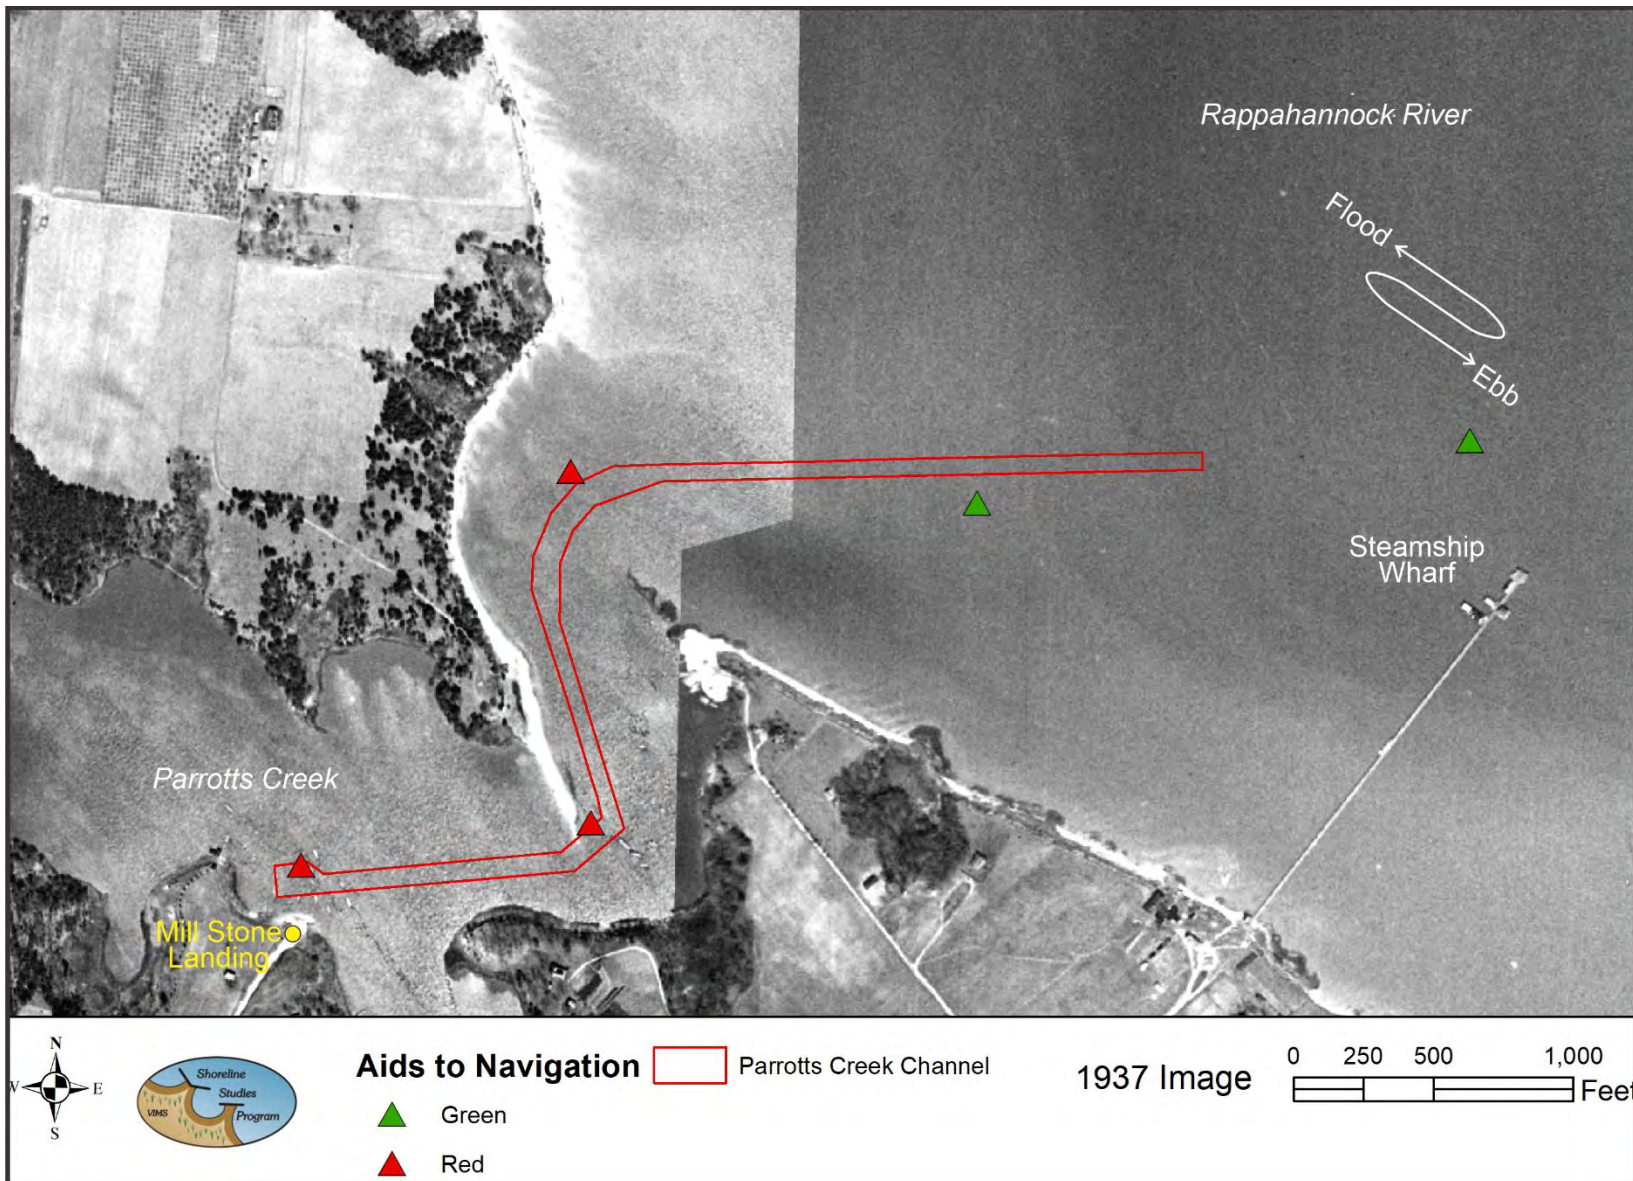 Rappahannock River
Flood
Ebb
Steamship
Wharf
Parrotts Creek
Mill Stone
Landing
N
W
E
S
Shoreline
Studies
VIMS
Program
Aids to Navigation
Green
Red
Parrotts Creek Channel
1937 Image
0 250 500 1,000
Feet